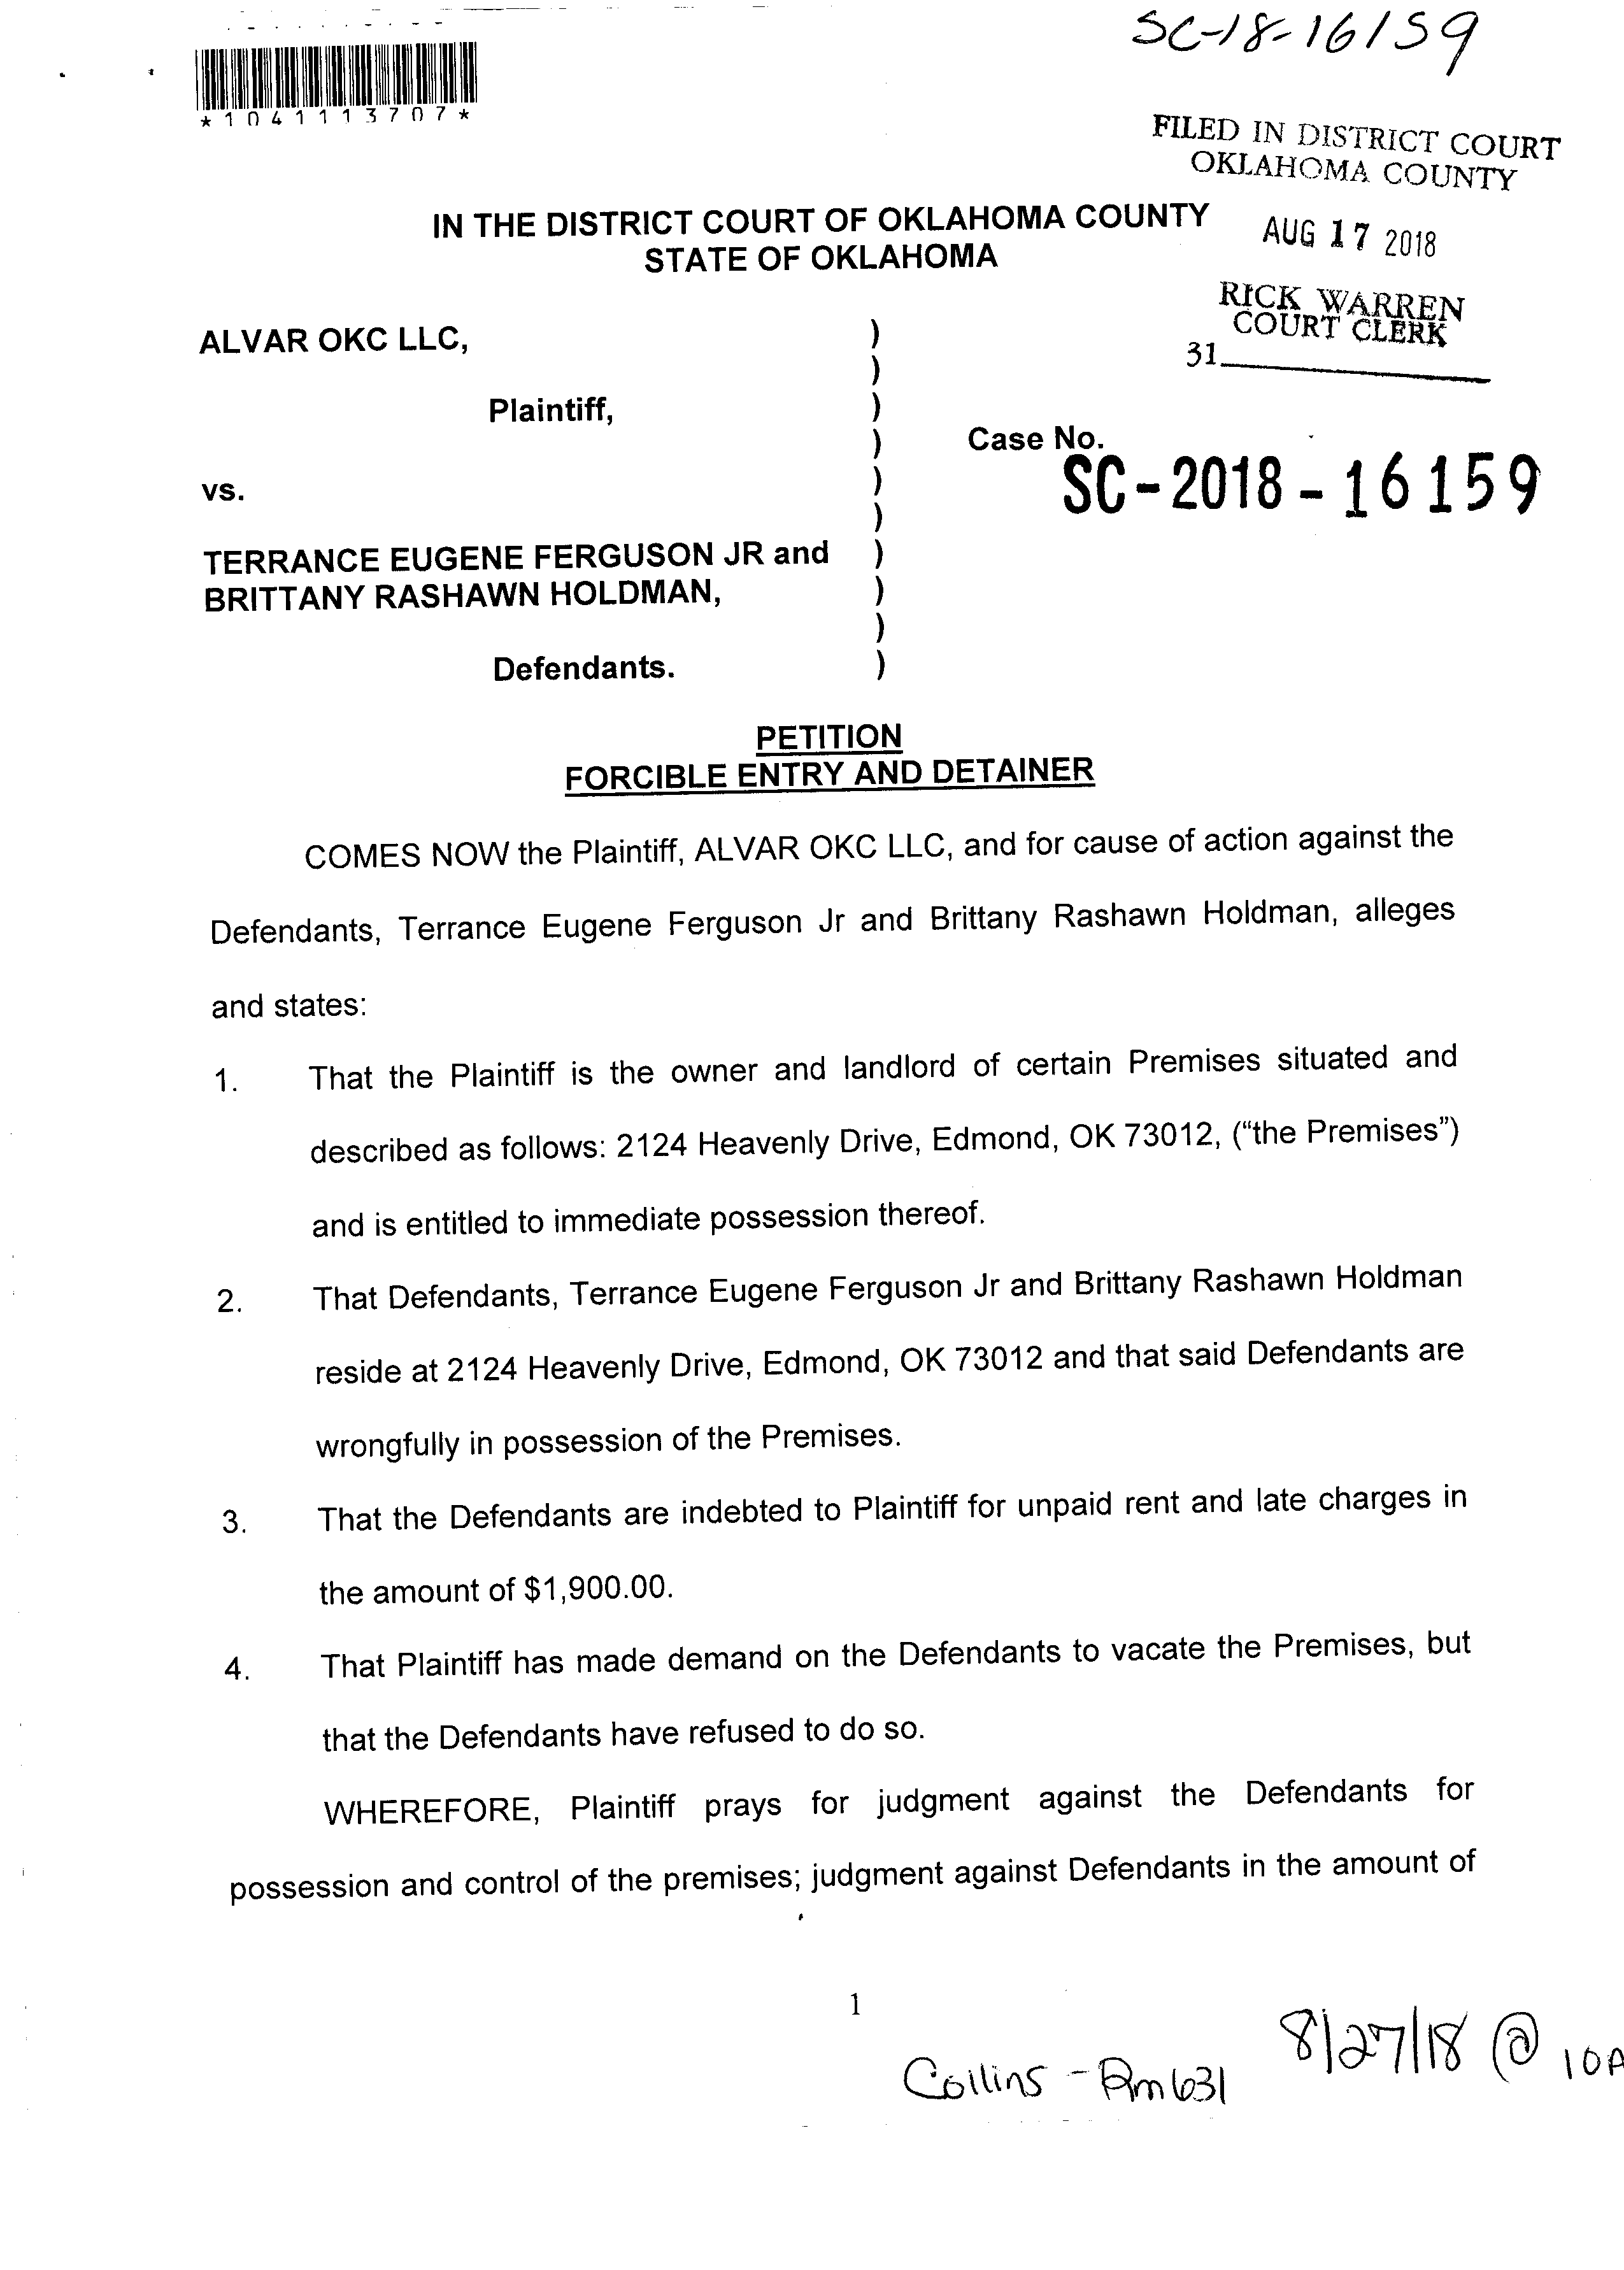 SC-18-16159
*1041113707*
FILED IN DISTRICT COURT
OKLAHOMA COUNTY
IN THE DISTRICT COURT OF OKLAHOMA COUNTY
STATE OF OKLAHOMA
AUG 17 2018
RICK WARREN
COURT CLERK
31
ALVAR OKC LLC, )
)
Plaintiff, )
) Case No.
SC-2018-16159
vs. )
)
TERRANCE EUGENE FERGUSON JR and )
BRITTANY RASHAWN HOLDMAN, )
)
Defendants. )
PETITION
FORCIBLE ENTRY AND DETAINER
COMES NOW the Plaintiff, ALVAR OKC LLC, and for cause of action against the
Defendants, Terrance Eugene Ferguson Jr and Brittany Rashawn Holdman, alleges
and states:
1. That the Plaintiff is the owner and landlord of certain Premises situated and
described as follows: 2124 Heavenly Drive, Edmond, OK 73012, (“the Premises”)
and is entitled to immediate possession thereof.
2. That Defendants, Terrance Eugene Ferguson Jr and Brittany Rashawn Holdman
reside at 2124 Heavenly Drive, Edmond, OK 73012 and that said Defendants are
wrongfully in possession of the Premises.
3. That the Defendants are indebted to Plaintiff for unpaid rent and late charges in
the amount of $1,900.00.
4. That Plaintiff has made demand on the Defendants to vacate the Premises, but
that the Defendants have refused to do so.
WHEREFORE, Plaintiff prays for judgment against the Defendants for
possession and control of the premises; judgment against Defendants in the amount of
1
8/27/18 @ 10A
Collins - Rm 631